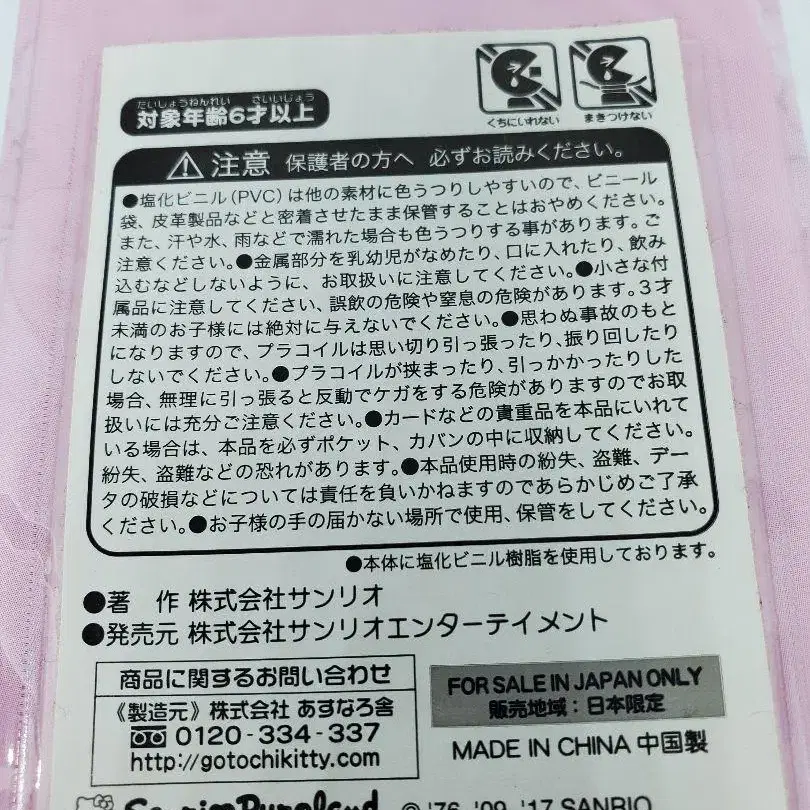 たいしょうねんれい さいいじょう
対象年齢6才以上
くちにいれない まきつけない
注意 保護者の方へ 必ずお読みください。
●塩化ビニル(PVC)は他の素材に色うつりしやすいので、ビニール
袋、皮革製品などと密着させたまま保管することはおやめください。
また、汗や水、雨などで濡れた場合も色うつりする事があります。ご
注意ください。●金属部分を乳幼児がなめたり、口に入れたり、飲み
込むなどしないように、お取扱いに注意してください。●小さな付
属品に注意してください、誤飲の危険や窒息の危険があります。3才
未満のお子様には絶対に与えないでください。●思わぬ事故のもと
になりますので、プラコイルは思い切り引っ張ったり、振り回したり
しないでください。●プラコイルが挟まったり、引っかかったりした
場合、無理に引っ張ると反動でケガをする危険がありますのでお取
扱いには充分ご注意ください。●カードなどの貴重品を本品にいれて
いる場合は、本品を必ずポケット、カバンの中に収納してください。
紛失、盗難などの恐れがあります。●本品使用時の紛失、盗難、デー
タの破損などについては責任を負いかねますのであらかじめご了承
ください。●お子様の手の届かない場所で使用、保管をしてください。
●本体に塩化ビニル樹脂を使用しております。
●著 作 株式会社サンリオ
●発売元 株式会社サンリオエンターテイメント
商品に関するお問い合わせ
《製造元》株式会社 あすなろ舎
0120-334-337
http://gotochikitty.com
FOR SALE IN JAPAN ONLY
販売地域:日本限定
MADE IN CHINA 中国製
Sanrio Puroland © '76, '09, '17 SANRIO